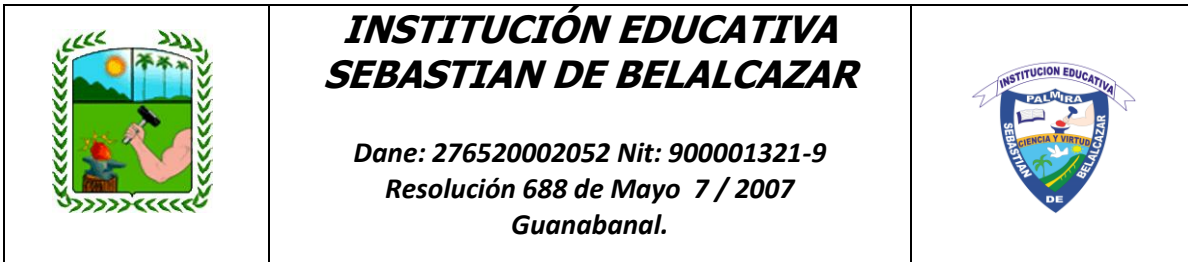 INSTITUCIÓN EDUCATIVA
SEBASTIAN DE BELALCAZAR
Dane: 276520002052 Nit: 900001321-9
Resolución 688 de Mayo 7 / 2007
Guanabanal.
INSTITUCION EDUCATIVA
PALMIRA
CIENCIA Y VIRTUD
SEBASTIAN
DE
BELALCAZAR